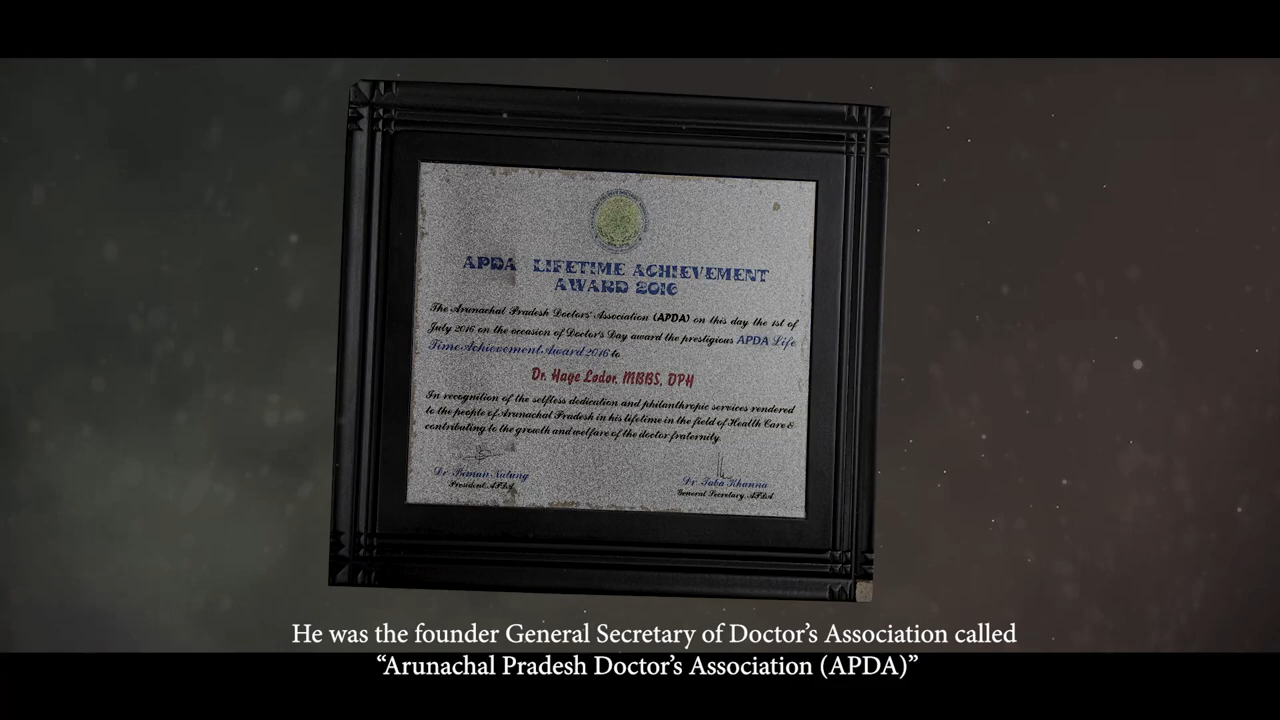 APDA LIFETIME ACHIEVEMENT
AWARD 2016
The Arunachal Pradesh Doctors' Association (APDA) on this day the 1st of
July 2016 on the occasion of Doctor's Day award the prestigious APDA Life
Time Achievement Award 2016 to
Dr. Hage Lodor, MBBS, DPH
In recognition of the selfless dedication and philanthropic services rendered
to the people of Arunachal Pradesh in his lifetime in the field of Health Care &
contributing to the growth and welfare of the doctor fraternity.
Dr Taba Khanna
President, APDA
General Secretary, APDA
He was the founder General Secretary of Doctor's Association called
“Arunachal Pradesh Doctor's Association (APDA)”